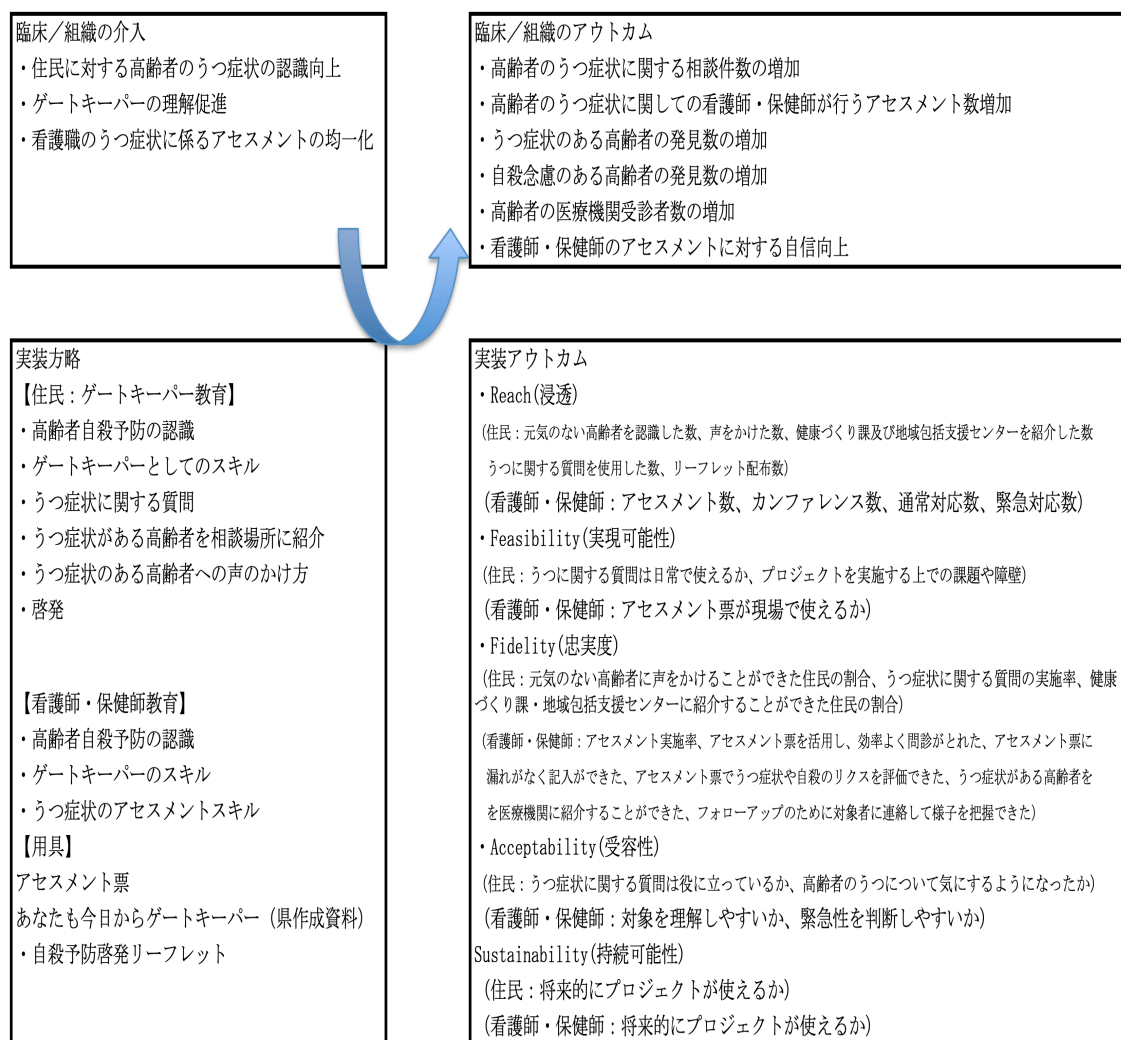 臨床／組織の介入
・住民に対する高齢者のうつ症状の認識向上
・ゲートキーパーの理解促進
・看護職のうつ症状に係るアセスメントの均一化
臨床／組織のアウトカム
・高齢者のうつ症状に関する相談件数の増加
・高齢者のうつ症状に関しての看護師・保健師が行うアセスメント数増加
・うつ症状のある高齢者の発見数の増加
・自殺念慮のある高齢者の発見数の増加
・高齢者の医療機関受診者数の増加
・看護師・保健師のアセスメントに対する自信向上
実装方略
【住民：ゲートキーパー教育】
・高齢者自殺予防の認識
・ゲートキーパーとしてのスキル
・うつ症状に関する質問
・うつ症状がある高齢者を相談場所に紹介
・うつ症状のある高齢者への声のかけ方
・啓発
【看護師・保健師教育】
・高齢者自殺予防の認識
・ゲートキーパーのスキル
・うつ症状のアセスメントスキル
【用具】
アセスメント票
あなたも今日からゲートキーパー（県作成資料）
・自殺予防啓発リーフレット
実装アウトカム
・Reach(浸透)
(住民：元気のない高齢者を認識した数、声をかけた数、健康づくり課及び地域包括支援センターを紹介した数
うつに関する質問を使用した数、リーフレット配布数)
(看護師・保健師：アセスメント数、カンファレンス数、通常対応数、緊急対応数)
・Feasibility(実現可能性)
(住民：うつに関する質問は日常で使えるか、プロジェクトを実施する上での課題や障壁)
(看護師・保健師：アセスメント票が現場で使えるか)
・Fidelity(忠実度)
(住民：元気のない高齢者に声をかけることができた住民の割合、うつ症状に関する質問の実施率、健康
づくり課・地域包括支援センターに紹介することができた住民の割合)
(看護師・保健師：アセスメント実施率、アセスメント票を活用し、効率よく問診がとれた、アセスメント票に
漏れがなく記入ができた、アセスメント票でうつ症状や自殺のリスクを評価できた、うつ症状がある高齢者を
を医療機関に紹介することができた、フォローアップのために対象者に連絡して様子を把握できた)
・Acceptability(受容性)
(住民：うつ症状に関する質問は役に立っているか、高齢者のうつについて気にするようになったか)
(看護師・保健師：対象を理解しやすいか、緊急性を判断しやすいか)
Sustainability(持続可能性)
(住民：将来的にプロジェクトが使えるか)
(看護師・保健師：将来的にプロジェクトが使えるか)